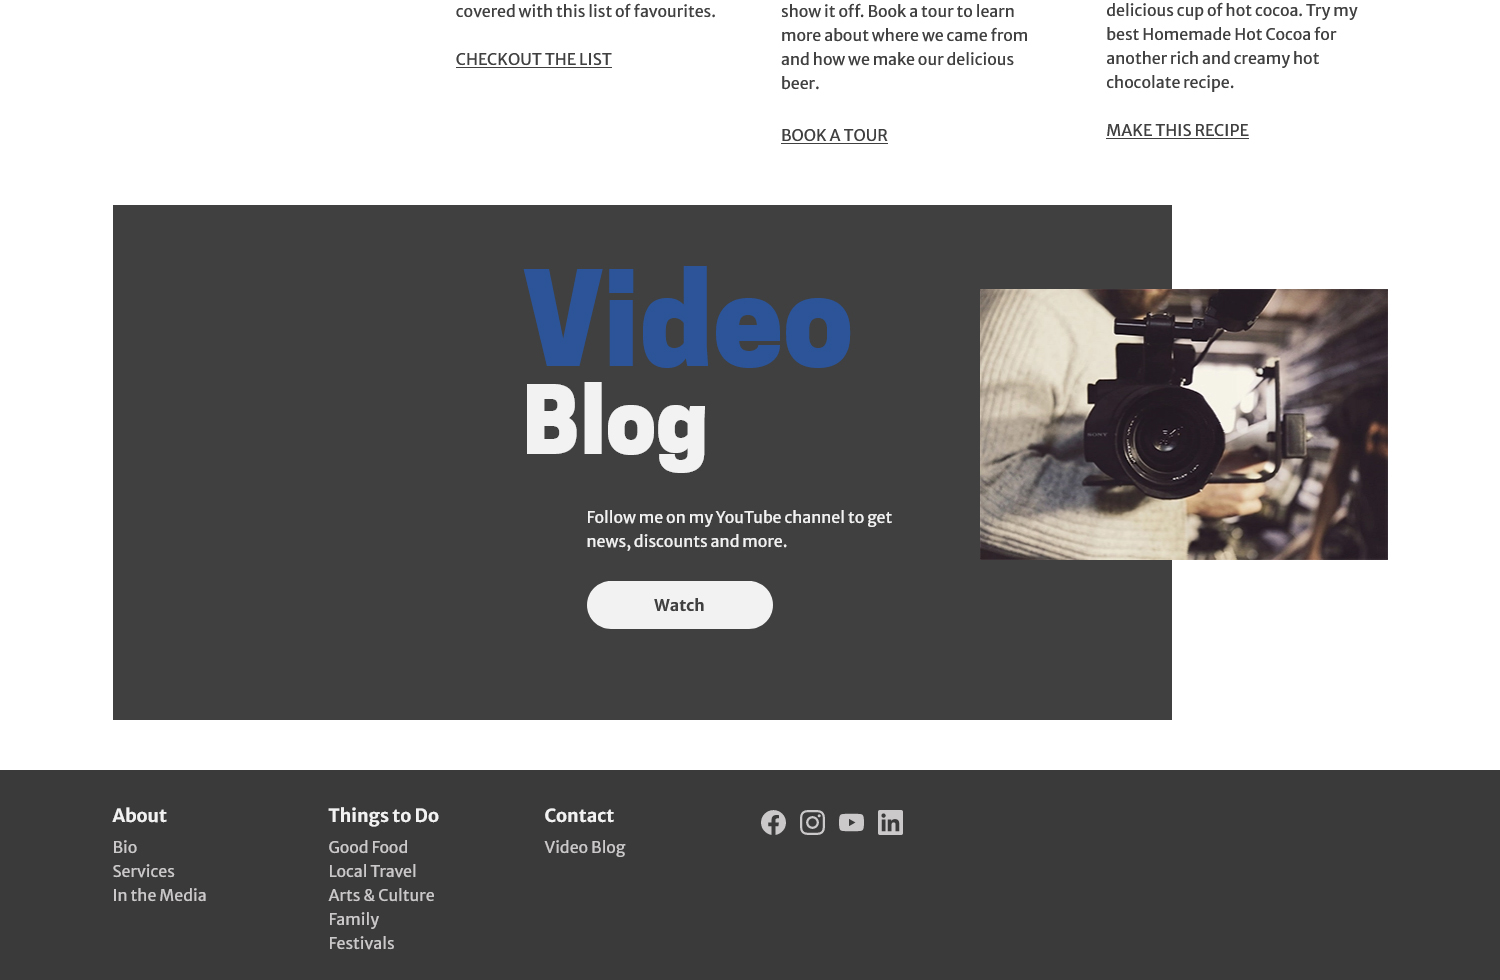 covered with this list of favourites.
CHECKOUT THE LIST
show it off. Book a tour to learn
more about where we came from
and how we make our delicious
beer.
BOOK A TOUR
delicious cup of hot cocoa. Try my
best Homemade Hot Cocoa for
another rich and creamy hot
chocolate recipe.
MAKE THIS RECIPE
Video
Blog
Follow me on my YouTube channel to get
news, discounts and more.
Watch
SONY
About
Bio
Services
In the Media
Things to Do
Good Food
Local Travel
Arts & Culture
Family
Festivals
Contact
Video Blog